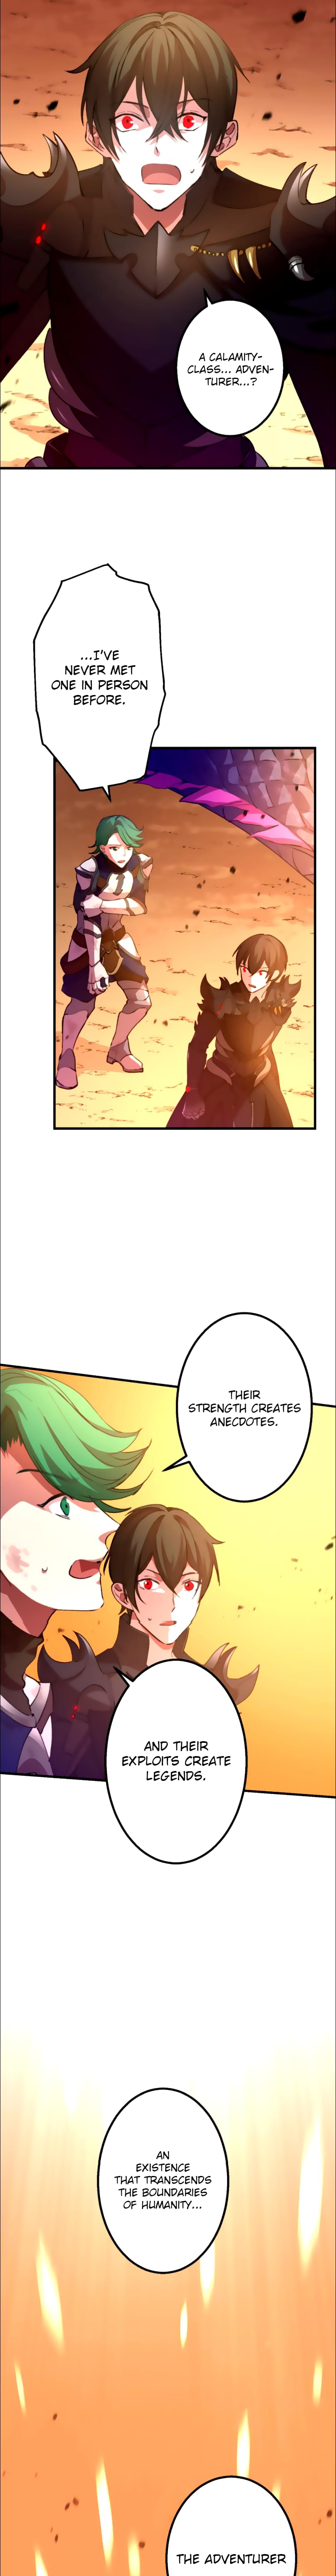 A CALAMITY-
CLASS... ADVEN-
TURER...?
...I'VE
NEVER MET
ONE IN PERSON
BEFORE.
THEIR
STRENGTH CREATES
ANECDOTES.
AND THEIR
EXPLOITS CREATE
LEGENDS.
AN
EXISTENCE
THAT TRANSCENDS
THE BOUNDARIES
OF HUMANITY...
THE ADVENTURER